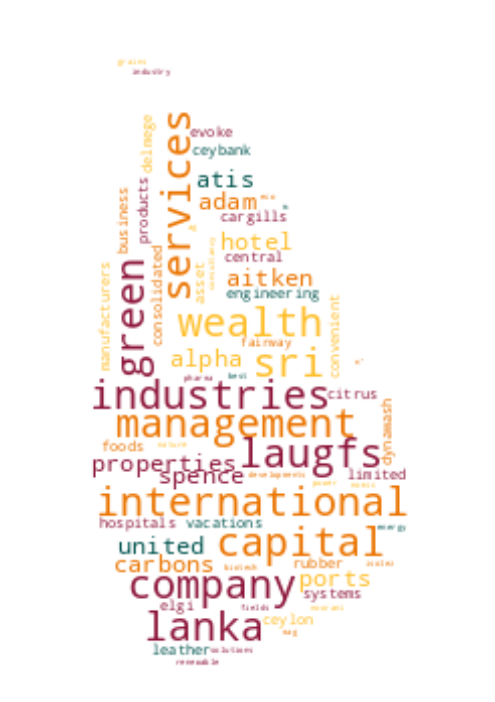 grains
industry
services
delmege
evoke
ceybank
products
atis
business
adam
cargills
hotel
central
consolidated
green
manufacturers
asset
aitken
engineering
wealth
convenient
fairway
alpha
sri
pharma
best
industries
citrus
management
dynamash
foods
nature
laugfs
properties
spence
developments
limited
power
international
hospitals
vacations
energy
united
capital
carbons
biotech
rubber
company
ports
systems
elgi
fields
lanka
ceylon
mag
leather
solutions
renewable